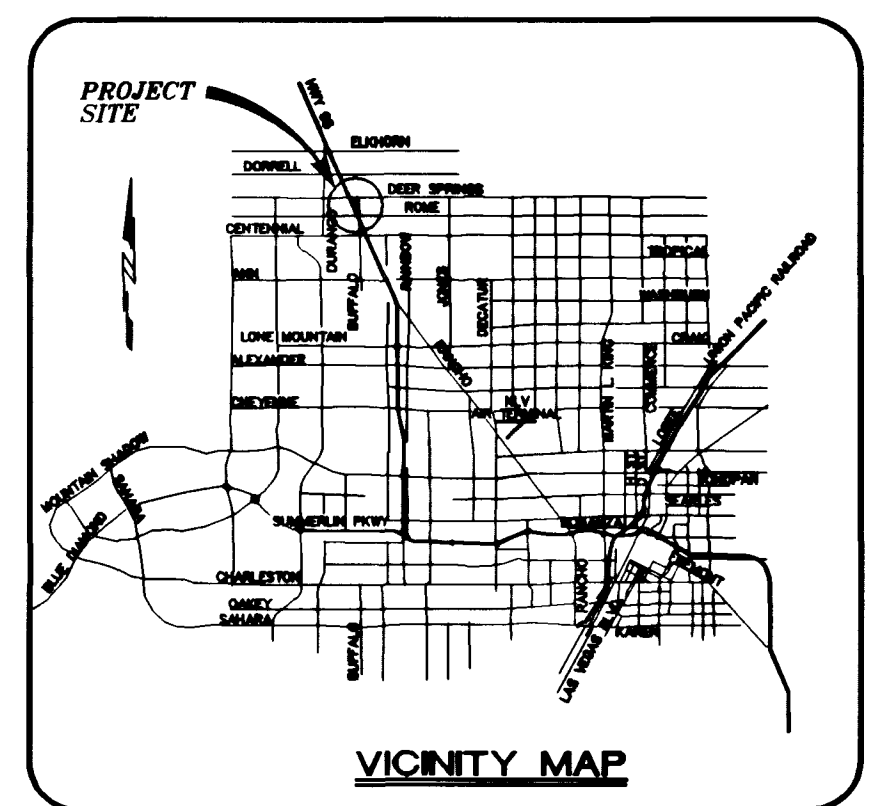 PROJECT
SITE
HWY 95
ELKHORN
DORRELL
DEER SPRINGS
ROME
CENTENNIAL
DURANGO
BUFFALO
RAINBOW
JONES
DECATUR
TROPICAL
ANN
WASHBURN
LONE MOUNTAIN
CRAIG
UNION PACIFIC RAILROAD
ALEXANDER
RANCHO
MARTIN L. KING
COMMERCE
CHEYENNE
NLV
AIR TERMINAL
LOSEE
MOUNTAIN SHADOW
SAHARA
SEARLES
SUMMERLIN PKWY
BONANZA
BLUE DIAMOND
FREMONT
CHARLESTON
RANCHO
OAKEY
SAHARA
KAREN
BUFFALO
LAS VEGAS BLVD
VICINITY MAP